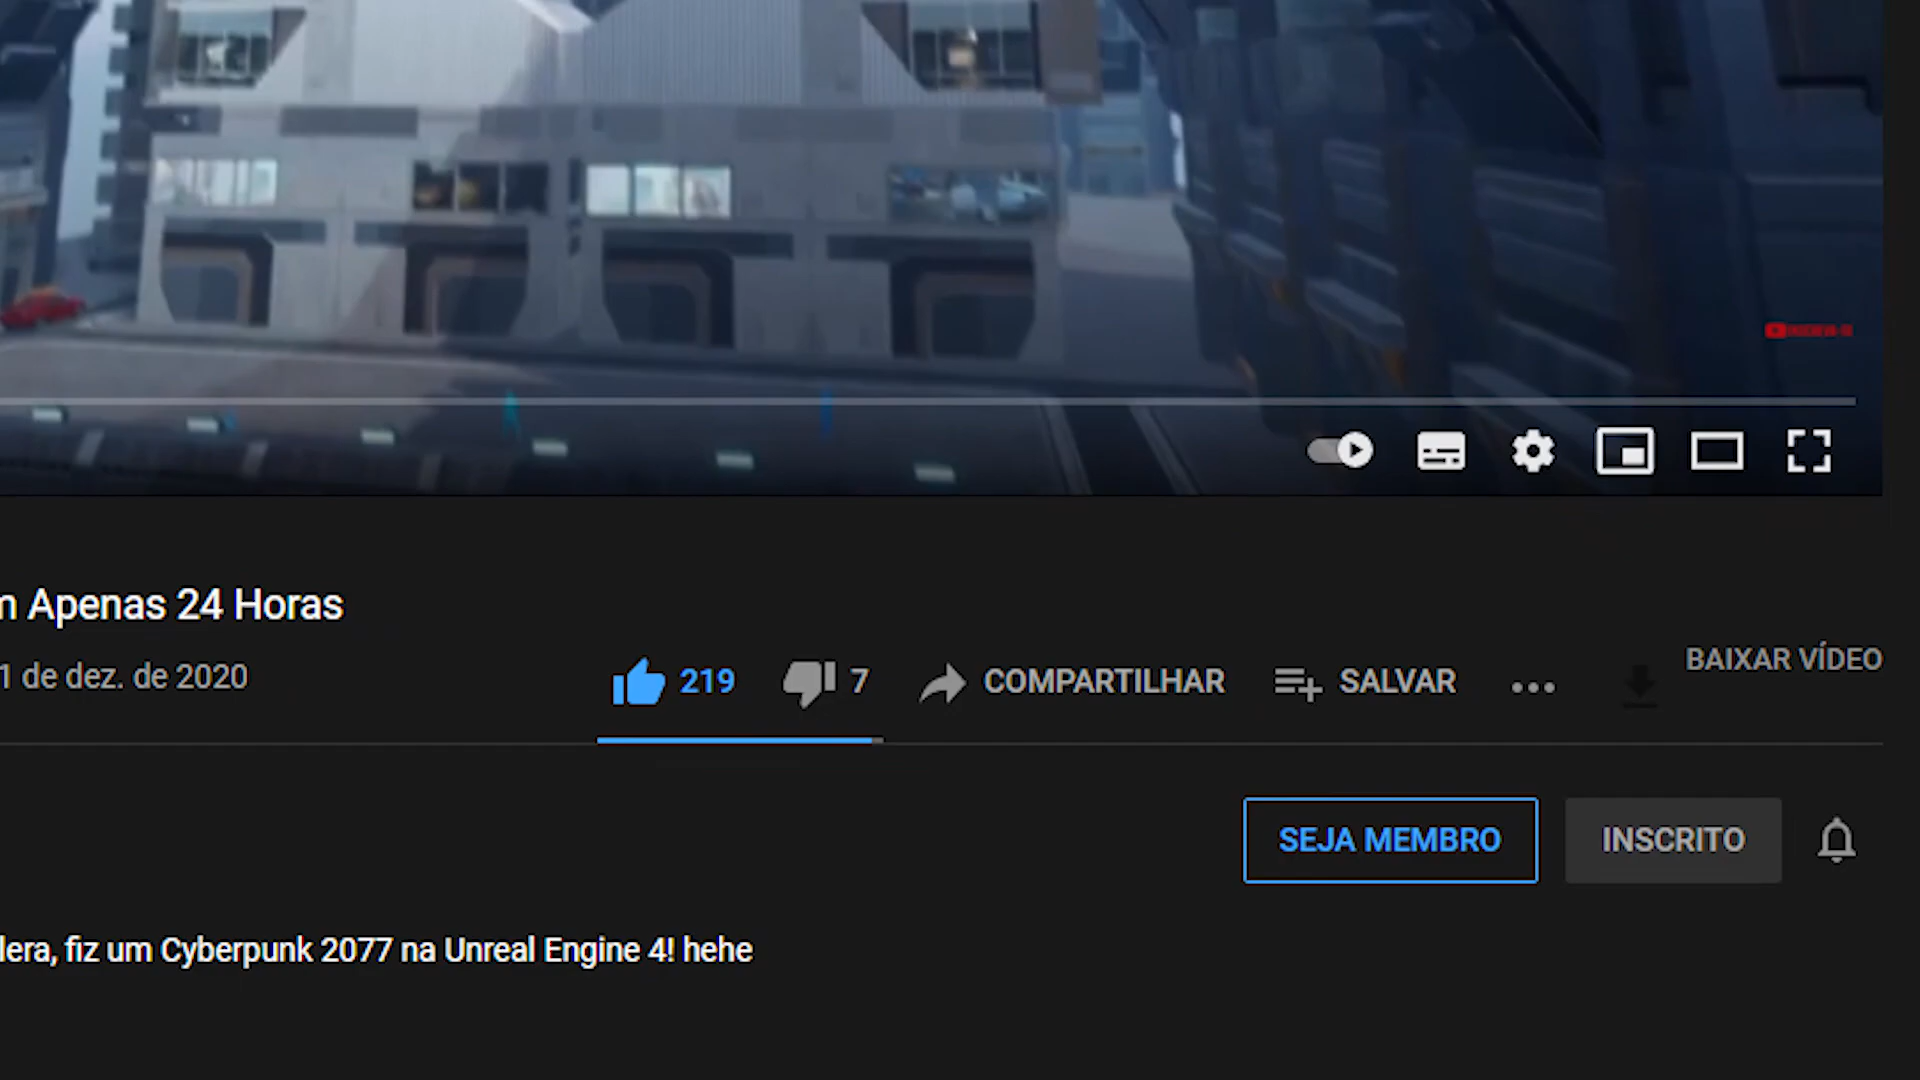 m Apenas 24 Horas
1 de dez. de 2020
219
7
COMPARTILHAR
SALVAR
BAIXAR VÍDEO
SEJA MEMBRO
INSCRITO
lera, fiz um Cyberpunk 2077 na Unreal Engine 4! hehe